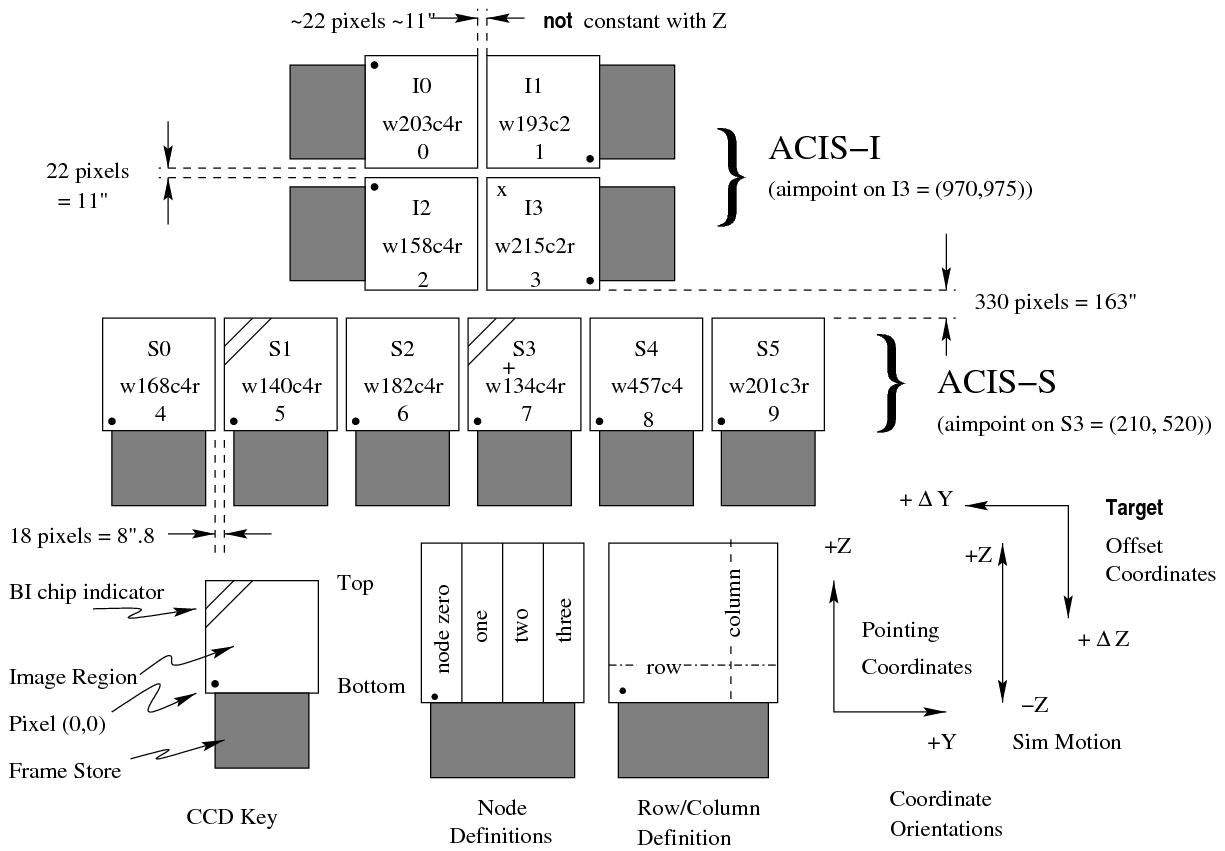 ~22 pixels ~11"
not constant with Z
I0
w203c4r
0
I1
w193c2
1
22 pixels
= 11"
ACIS−I
(aimpoint on I3 = (970,975))
I2
w158c4r
2
x
I3
w215c2r
3
330 pixels = 163"
S0
w168c4r
4
S1
w140c4r
5
S2
w182c4r
6
S3
+
w134c4r
7
S4
w457c4
8
S5
w201c3r
9
ACIS−S
(aimpoint on S3 = (210, 520))
18 pixels = 8".8
BI chip indicator
Image Region
Pixel (0,0)
Frame Store
Top
Bottom
CCD Key
node zero
one
two
three
Node
Definitions
column
row
Row/Column
Definition
+ Δ Y
Target
Offset
Coordinates
+ Δ Z
+Z
Pointing
Coordinates
+Y
+Z
−Z
Sim Motion
Coordinate
Orientations